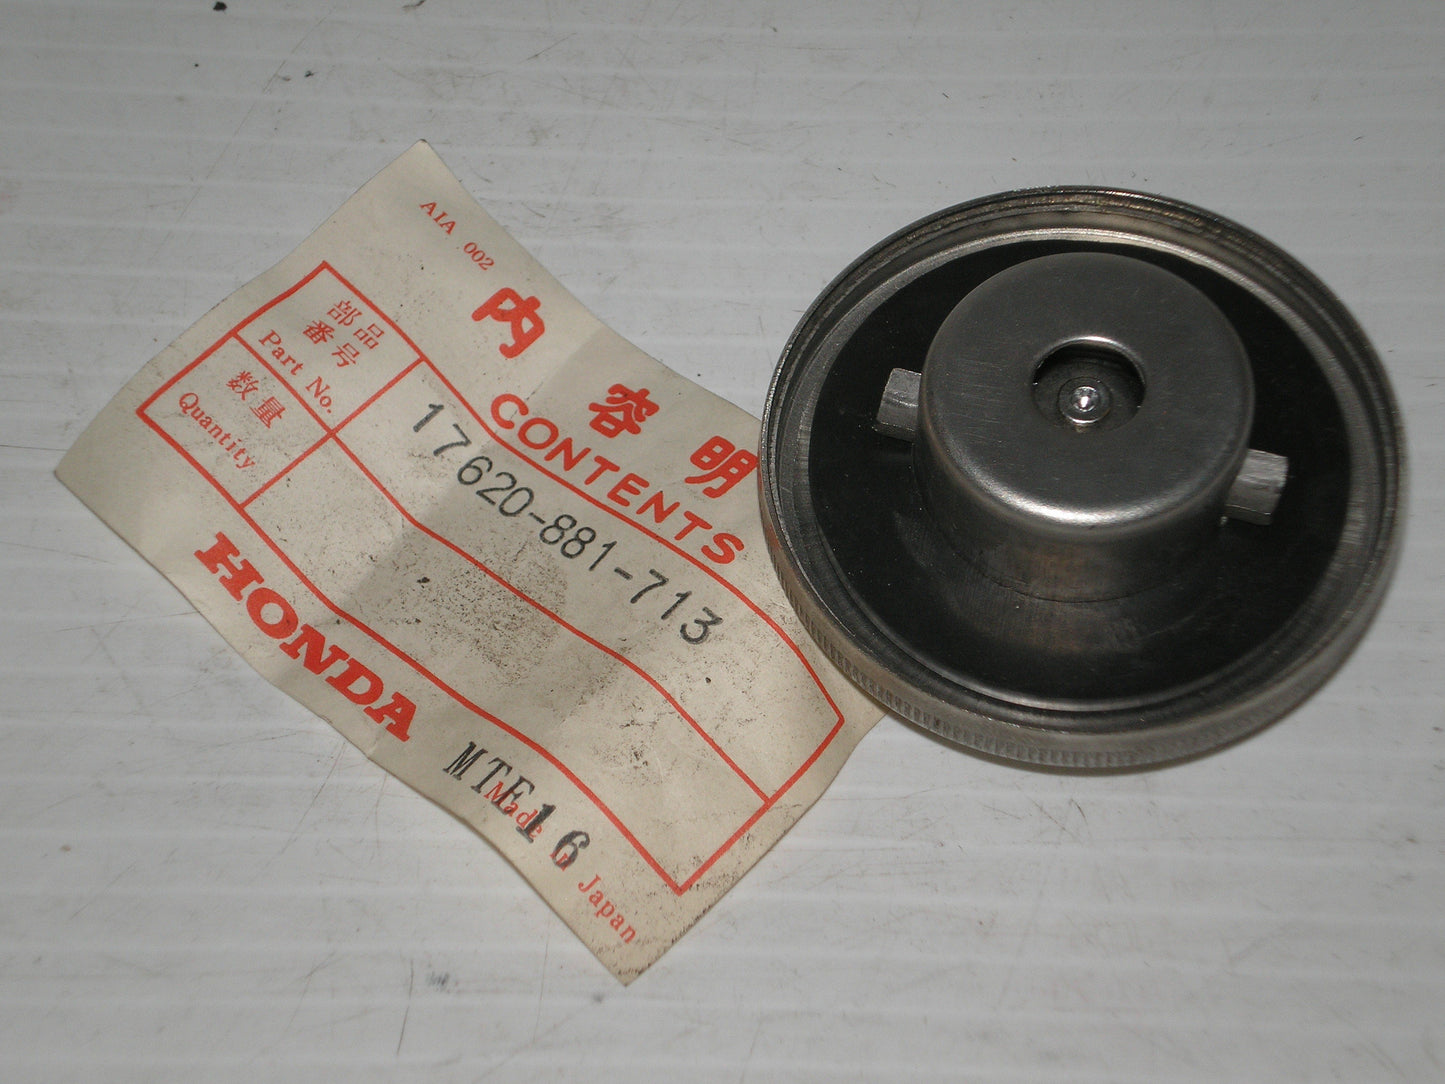 AIA 002
内容明
CONTENTS
部品
番号
Part No.
17620-881-713
数量
Quantity
HONDA
MTE16
Made in Japan